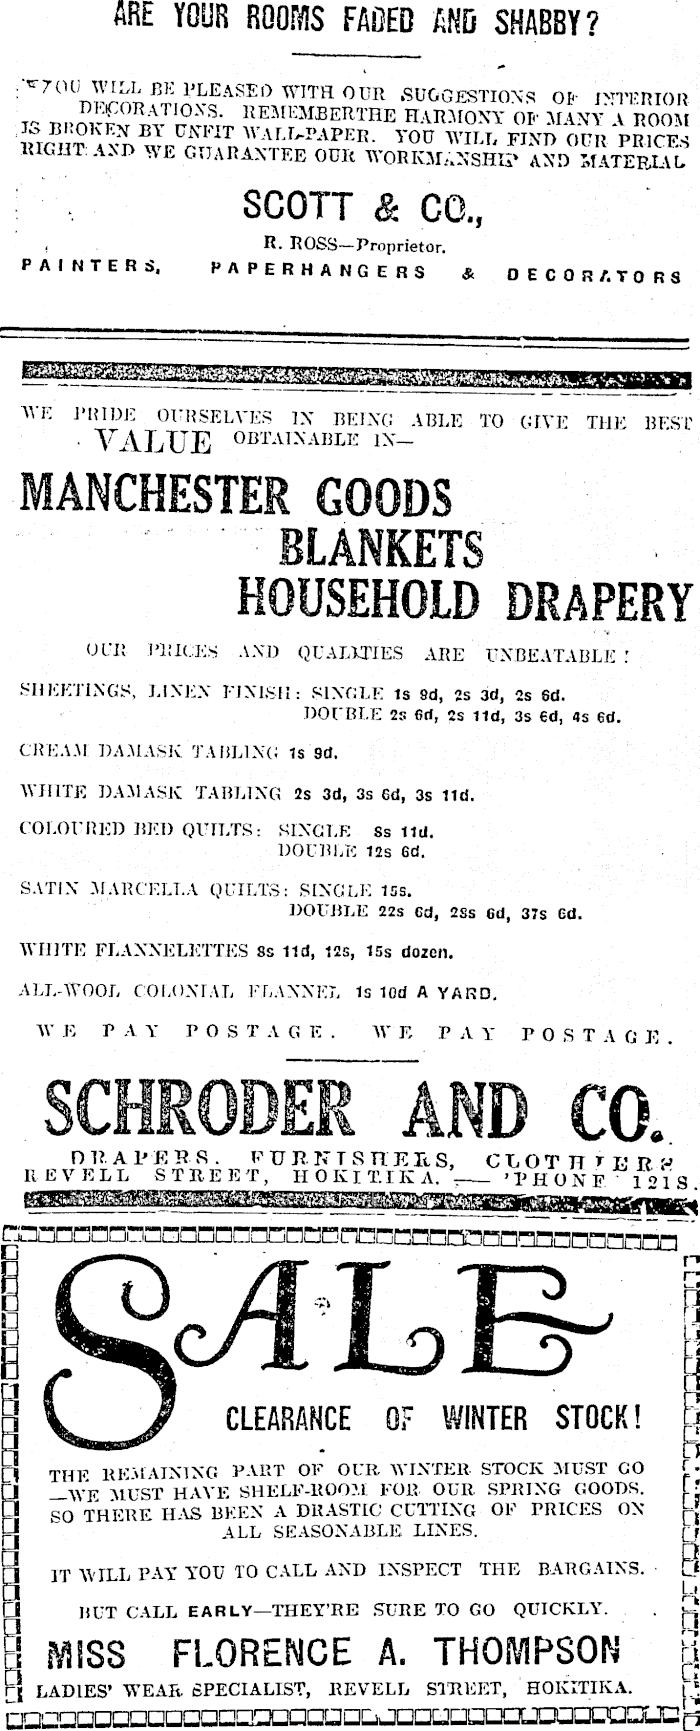 ARE YOUR ROOMS FADED AND SHABBY?
YOU WILL BE PLEASED WITH OUR SUGGESTIONS OF INTERIOR
DECORATIONS. REMEMBERTHE HARMONY OF MANY A ROOM
IS BROKEN BY UNFIT WALL-PAPER. YOU WILL FIND OUR PRICES
RIGHT AND WE GUARANTEE OUR WORKMANSHIP AND MATERIAL
SCOTT & CO.,
R. ROSS—Proprietor.
PAINTERS, PAPERHANGERS & DECORATORS
WE PRIDE OURSELVES IN BEING ABLE TO GIVE THE BEST
VALUE OBTAINABLE IN—
MANCHESTER GOODS
BLANKETS
HOUSEHOLD DRAPERY
OUR PRICES AND QUALITIES ARE UNBEATABLE!
SHEETINGS, LINEN FINISH: SINGLE 1s 9d, 2s 3d, 2s 6d.
DOUBLE 2s 6d, 2s 11d, 3s 6d, 4s 6d.
CREAM DAMASK TABLING 1s 9d.
WHITE DAMASK TABLING 2s 3d, 3s 6d, 3s 11d.
COLOURED BED QUILTS: SINGLE 8s 11d.
DOUBLE 12s 6d.
SATIN MARCELLA QUILTS: SINGLE 15s.
DOUBLE 22s 6d, 28s 6d, 37s 6d.
WHITE FLANNELETTES 8s 11d, 12s, 15s dozen.
ALL-WOOL COLONIAL FLANNEL 1s 10d A YARD.
WE PAY POSTAGE. WE PAY POSTAGE.
SCHRODER AND CO.
DRAPERS, FURNISHERS, CLOTHIERS
REVELL STREET, HOKITIKA. — 'PHONE 121S.
SALE
CLEARANCE OF WINTER STOCK!
THE REMAINING PART OF OUR WINTER STOCK MUST GO
—WE MUST HAVE SHELF-ROOM FOR OUR SPRING GOODS.
SO THERE HAS BEEN A DRASTIC CUTTING OF PRICES ON
ALL SEASONABLE LINES.
IT WILL PAY YOU TO CALL AND INSPECT THE BARGAINS.
BUT CALL EARLY—THEY'RE SURE TO GO QUICKLY.
MISS FLORENCE A. THOMPSON
LADIES' WEAR SPECIALIST, REVELL STREET, HOKITIKA.